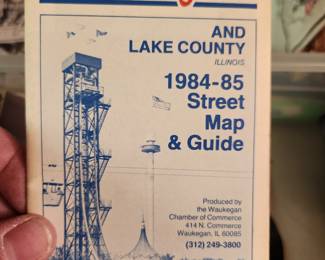 AND
LAKE COUNTY
ILLINOIS
1984-85
Street
Map
& Guide
Produced by
the Waukegan
Chamber of Commerce
414 N. Commerce
Waukegan, IL 60085
(312) 249-3800